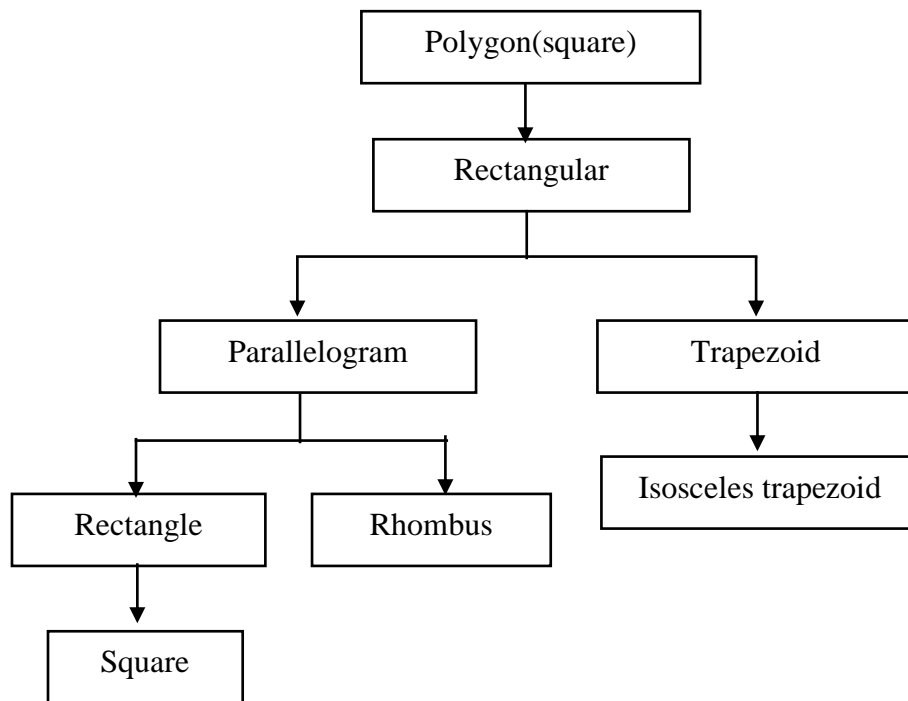 Polygon(square)
Rectangular
Parallelogram
Trapezoid
Rectangle
Rhombus
Isosceles trapezoid
Square